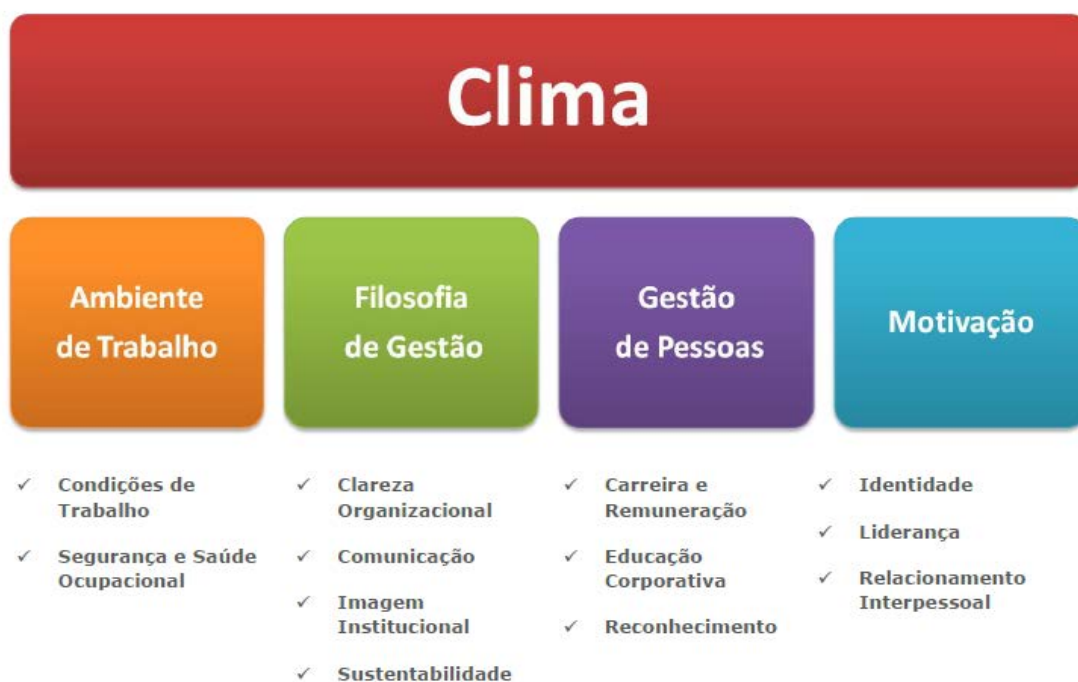 Clima
Ambiente
de Trabalho
Filosofia
de Gestão
Gestão
de Pessoas
Motivação
✓ Condições de
Trabalho
✓ Segurança e Saúde
Ocupacional
✓ Clareza
Organizacional
✓ Comunicação
✓ Imagem
Institucional
✓ Sustentabilidade
✓ Carreira e
Remuneração
✓ Educação
Corporativa
✓ Reconhecimento
✓ Identidade
✓ Liderança
✓ Relacionamento
Interpessoal